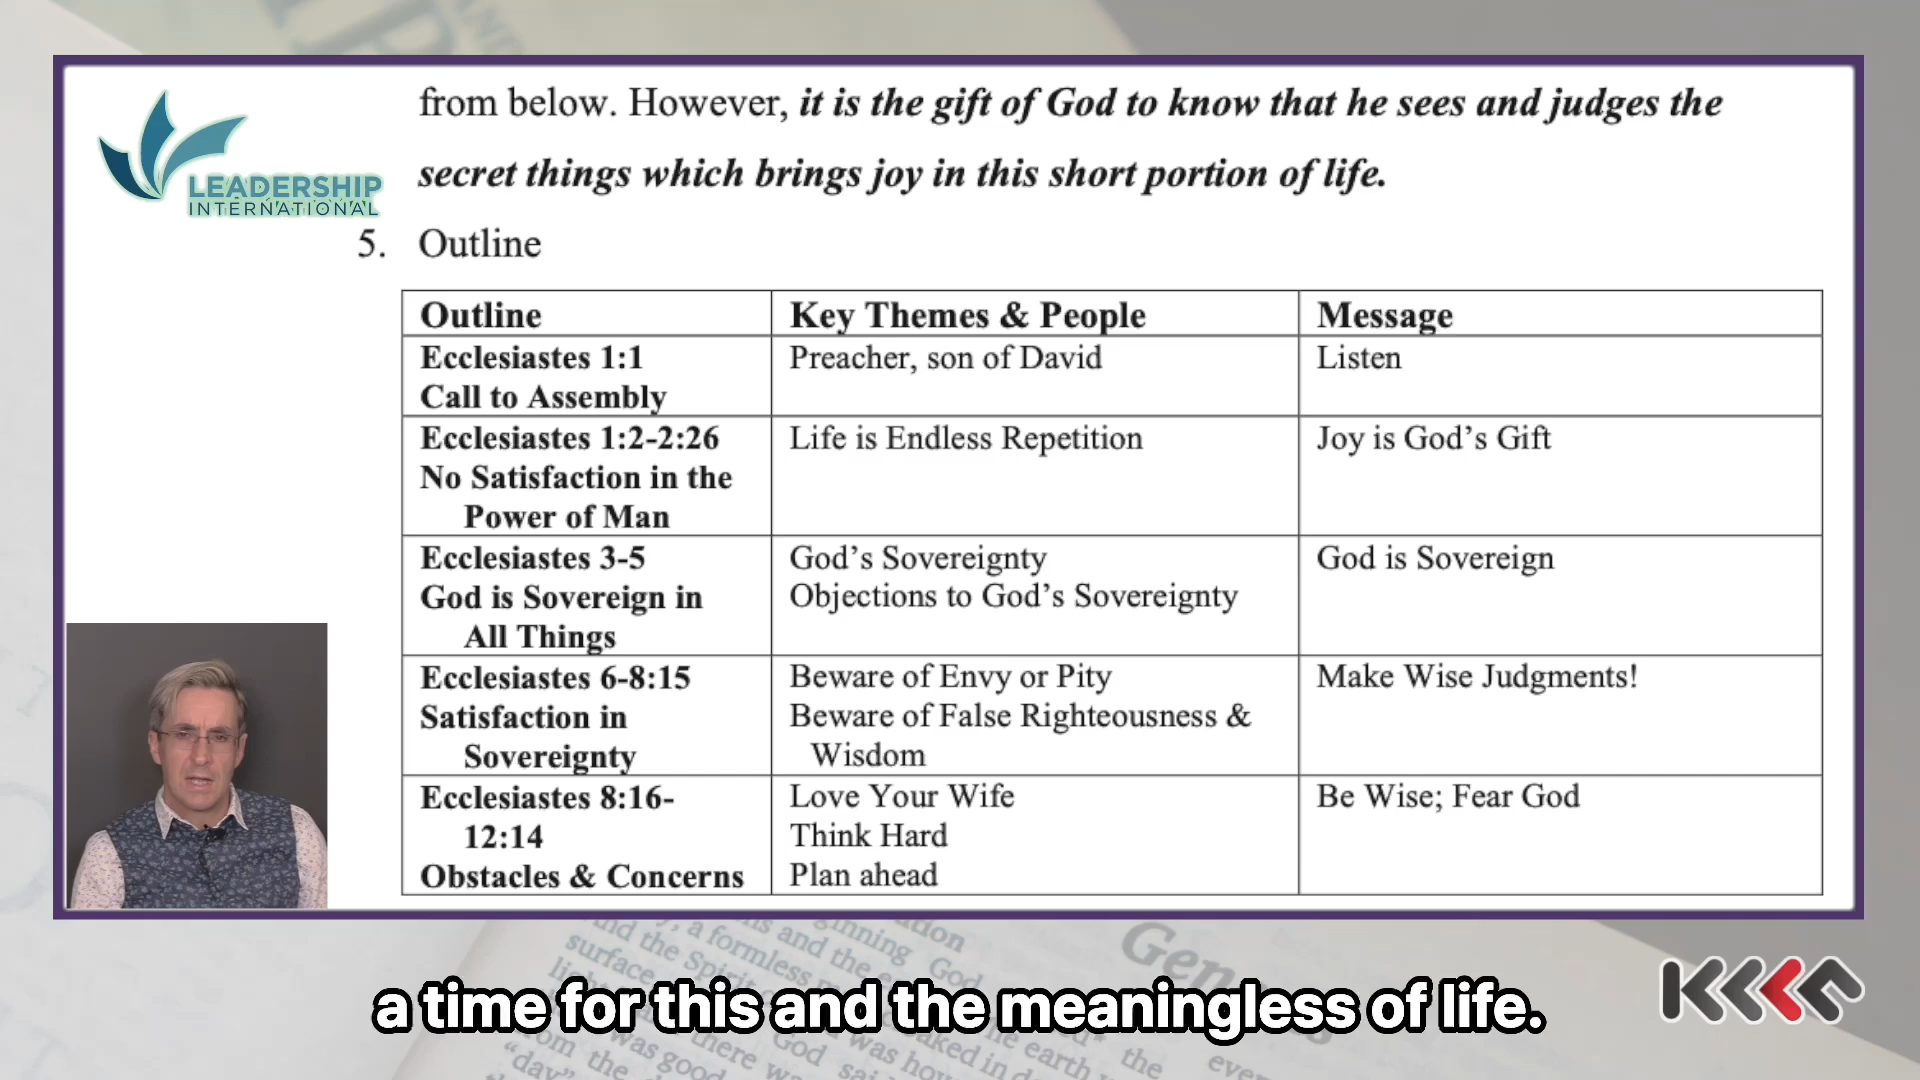 from below. However, it is the gift of God to know that he sees and judges the
secret things which brings joy in this short portion of life.
LEADERSHIP
INTERNATIONAL
5. Outline
Outline Key Themes & People Message
Ecclesiastes 1:1 Preacher, son of David Listen
Call to Assembly
Ecclesiastes 1:2-2:26 Life is Endless Repetition Joy is God’s Gift
No Satisfaction in the
Power of Man
Ecclesiastes 3-5 God’s Sovereignty God is Sovereign
God is Sovereign in Objections to God’s Sovereignty
All Things
Ecclesiastes 6-8:15 Beware of Envy or Pity Make Wise Judgments!
Satisfaction in Beware of False Righteousness &
Sovereignty Wisdom
Ecclesiastes 8:16- Love Your Wife Be Wise; Fear God
12:14 Think Hard
Obstacles & Concerns Plan ahead
a time for this and the meaningless of life.